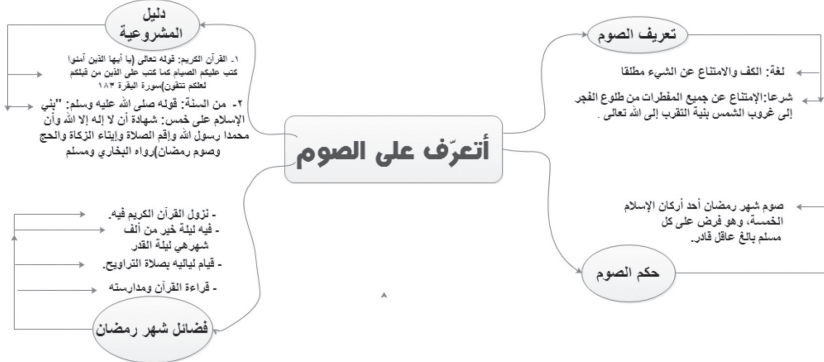 أتعرّف على الصوم
تعريف الصوم
لغة: الكف والامتناع عن الشيء مطلقا
شرعا:الإمتناع عن جميع المفطرات من طلوع الفجر
إلى غروب الشمس بنية التقرب إلى الله تعالى .
حكم الصوم
صوم شهر رمضان أحد أركان الإسلام
الخمسة، وهو فرض على كل
مسلم بالغ عاقل قادر.
دليل
المشروعية
١- القرآن الكريم: قوله تعالى (يا أيها الذين آمنوا
كتب عليكم الصيام كما كتب على الذين من قبلكم
لعلكم تتقون)سورة البقرة ١٨٣
٢- من السنة: قوله صلى الله عليه وسلم: "بني
الإسلام على خمس: شهادة أن لا إله إلا الله وأن
محمدا رسول الله وإقم الصلاة وإيتاء الزكاة والحج
وصوم رمضان)رواه البخاري ومسلم
فضائل شهر رمضان
- نزول القرآن الكريم فيه.
- فيه ليلة خير من ألف
شهرهي ليلة القدر
- قيام لياليه بصلاة التراويح.
- قراءة القرآن ومدارسته